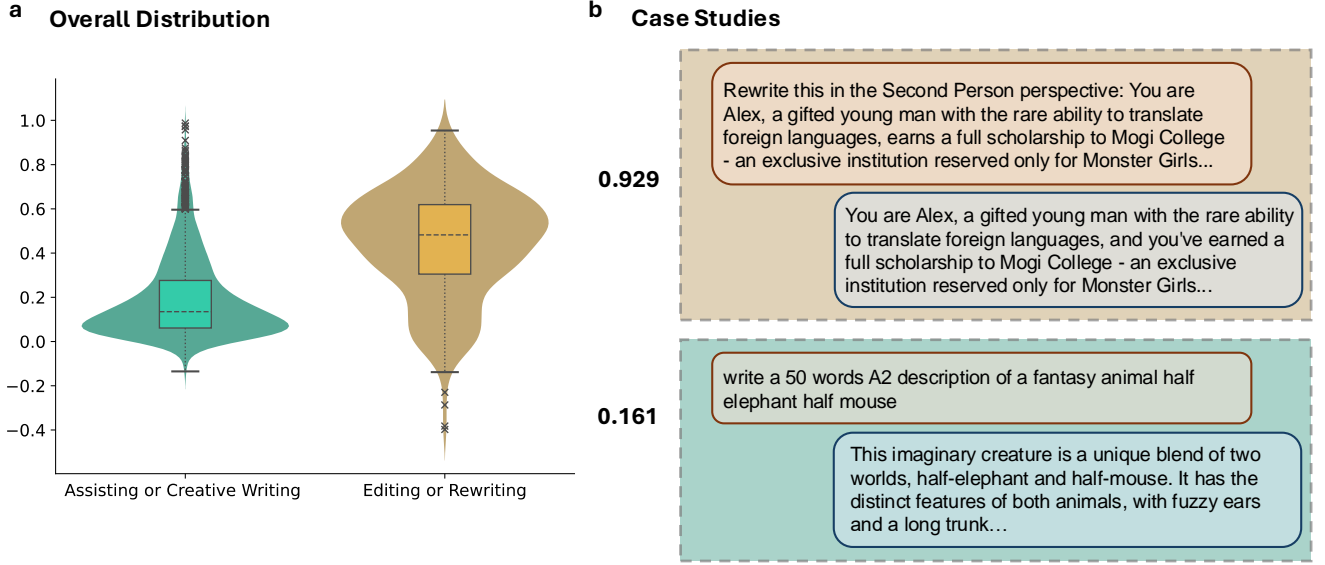 a
Overall Distribution
1.0
0.8
0.6
0.4
0.2
0.0
−0.2
−0.4
Assisting or Creative Writing
Editing or Rewriting
b
Case Studies
0.929
Rewrite this in the Second Person perspective: You are
Alex, a gifted young man with the rare ability to translate
foreign languages, earns a full scholarship to Mogi College
- an exclusive institution reserved only for Monster Girls...
You are Alex, a gifted young man with the rare ability
to translate foreign languages, and you've earned a
full scholarship to Mogi College - an exclusive
institution reserved only for Monster Girls...
0.161
write a 50 words A2 description of a fantasy animal half
elephant half mouse
This imaginary creature is a unique blend of two
worlds, half-elephant and half-mouse. It has the
distinct features of both animals, with fuzzy ears
and a long trunk…